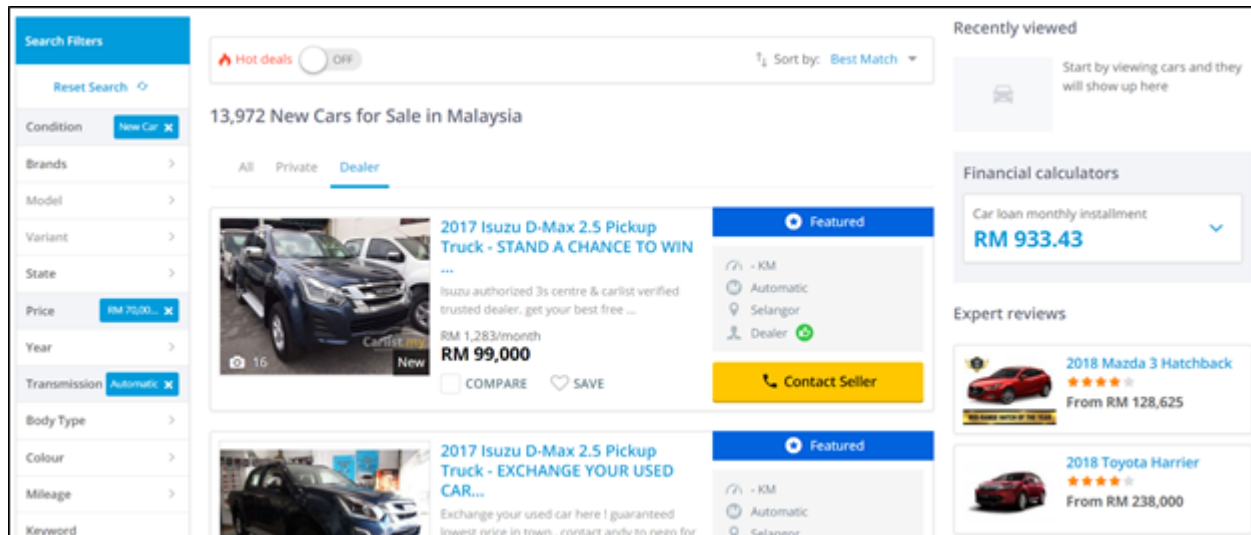 Search Filters
Reset Search
Condition New Car
Brands
Model
Variant
State
Price RM 70,00...
Year
Transmission Automatic
Body Type
Colour
Mileage
Keyword
Hot deals OFF
Sort by: Best Match
13,972 New Cars for Sale in Malaysia
All Private Dealer
Carlist.my
16
New
2017 Isuzu D-Max 2.5 Pickup
Truck - STAND A CHANCE TO WIN
...
Isuzu authorized 3s centre & carlist verified
trusted dealer, get your best free ...
RM 1,283/month
RM 99,000
COMPARE SAVE
Featured
- KM
Automatic
Selangor
Dealer
Contact Seller
2017 Isuzu D-Max 2.5 Pickup
Truck - EXCHANGE YOUR USED
CAR...
Exchange your used car here ! guaranteed
lowest price in town , contact andy to nego for
Featured
- KM
Automatic
Selangor
Recently viewed
Start by viewing cars and they
will show up here
Financial calculators
Car loan monthly installment
RM 933.43
Expert reviews
2018 Mazda 3 Hatchback
From RM 128,625
2018 Toyota Harrier
From RM 238,000